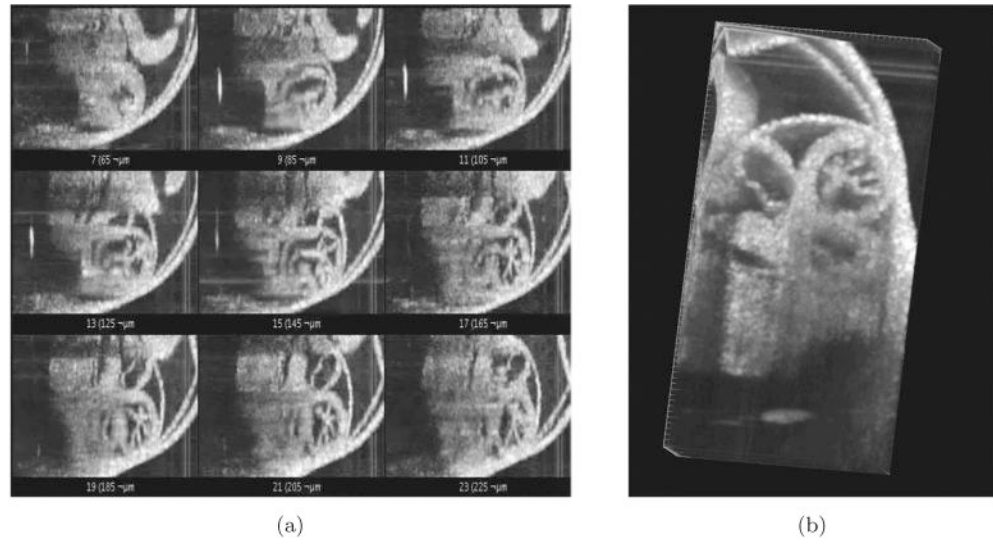 7 (65 ¬µm
9 (85 ¬µm
11 (105 ¬µm
13 (125 ¬µm
15 (145 ¬µm
17 (165 ¬µm
19 (185 ¬µm
21 (205 ¬µm
23 (225 ¬µm
(a)
(b)